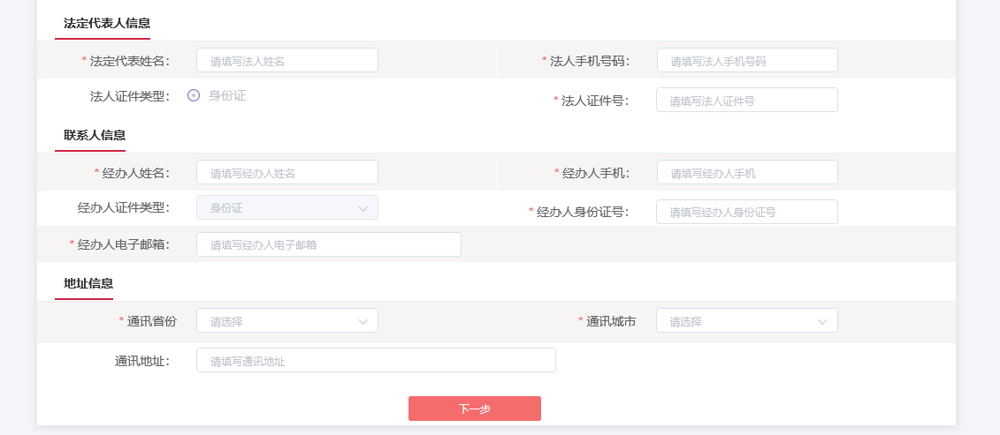 法定代表人信息
* 法定代表姓名： 请填写法人姓名 * 法人手机号码： 请填写法人手机号码
法人证件类型： 身份证 * 法人证件号： 请填写法人证件号
联系人信息
* 经办人姓名： 请填写经办人姓名 * 经办人手机： 请填写经办人手机
经办人证件类型： 身份证 * 经办人身份证号： 请填写经办人身份证号
* 经办人电子邮箱： 请填写经办人电子邮箱
地址信息
* 通讯省份 请选择 * 通讯城市 请选择
通讯地址： 请填写通讯地址
下一步